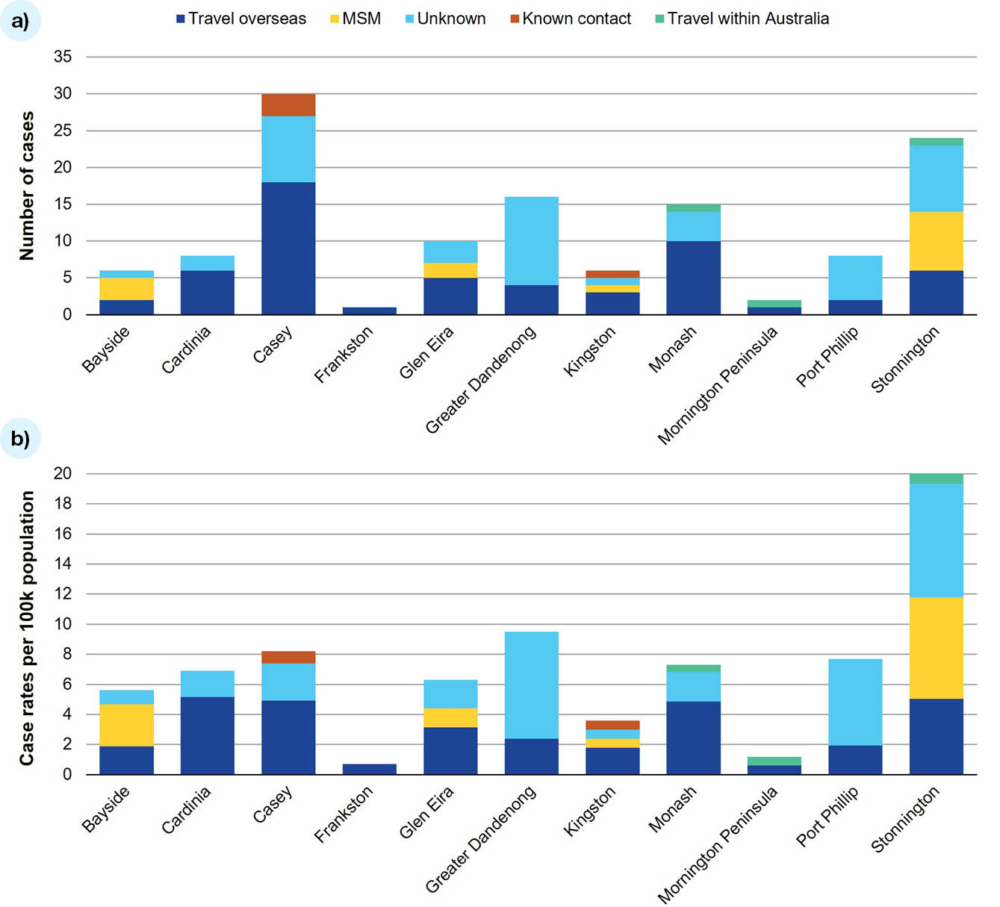 a)
Travel overseas MSM Unknown Known contact Travel within Australia
Number of cases
35
30
25
20
15
10
5
0
Bayside
Cardinia
Casey
Frankston
Glen Eira
Greater Dandenong
Kingston
Monash
Mornington Peninsula
Port Phillip
Stonnington
b)
Case rates per 100k population
20
18
16
14
12
10
8
6
4
2
0
Bayside
Cardinia
Casey
Frankston
Glen Eira
Greater Dandenong
Kingston
Monash
Mornington Peninsula
Port Phillip
Stonnington